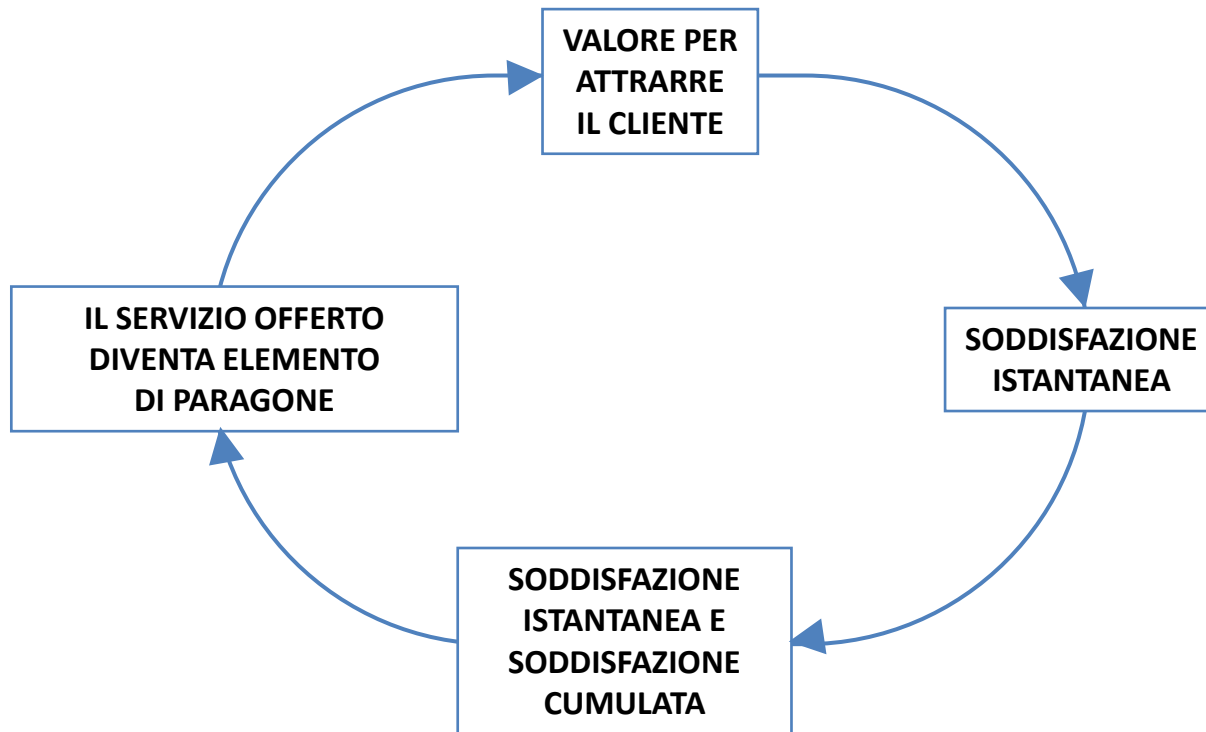 VALORE PER
ATTRARRE
IL CLIENTE
SODDISFAZIONE
ISTANTANEA
SODDISFAZIONE
ISTANTANEA E
SODDISFAZIONE
CUMULATA
IL SERVIZIO OFFERTO
DIVENTA ELEMENTO
DI PARAGONE